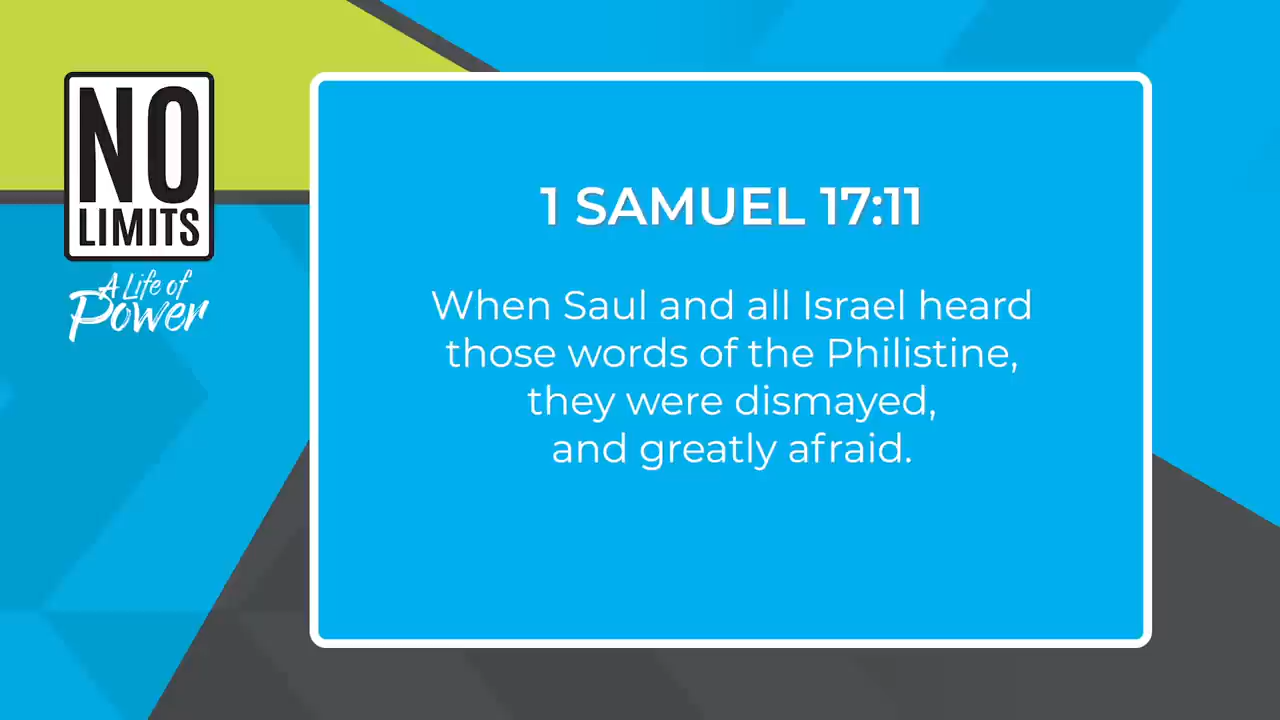 NO
LIMITS
A Life of
Power
1 SAMUEL 17:11
When Saul and all Israel heard
those words of the Philistine,
they were dismayed,
and greatly afraid.